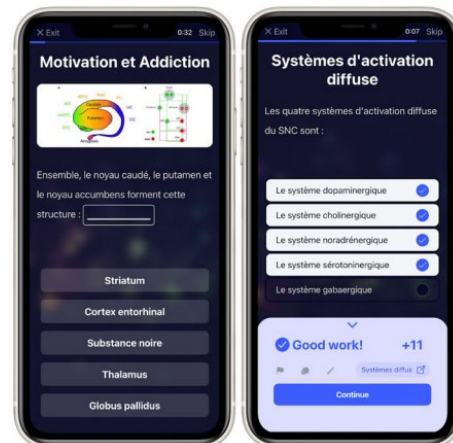 Exit
0:32 Skip
Motivation et Addiction
Caudate
Putamen
Ensemble, le noyau caudé, le putamen et
le noyau accumbens forment cette
structure :
Striatum
Cortex entorhinal
Substance noire
Thalamus
Globus pallidus
Exit
0:07 Skip
Systèmes d'activation
diffuse
Les quatre systèmes d'activation diffuse
du SNC sont :
Le système dopaminergique
Le système cholinergique
Le système noradrénergique
Le système sérotoninergique
Le système gabaergique
Good work!
+11
Systèmes diffus
Continue